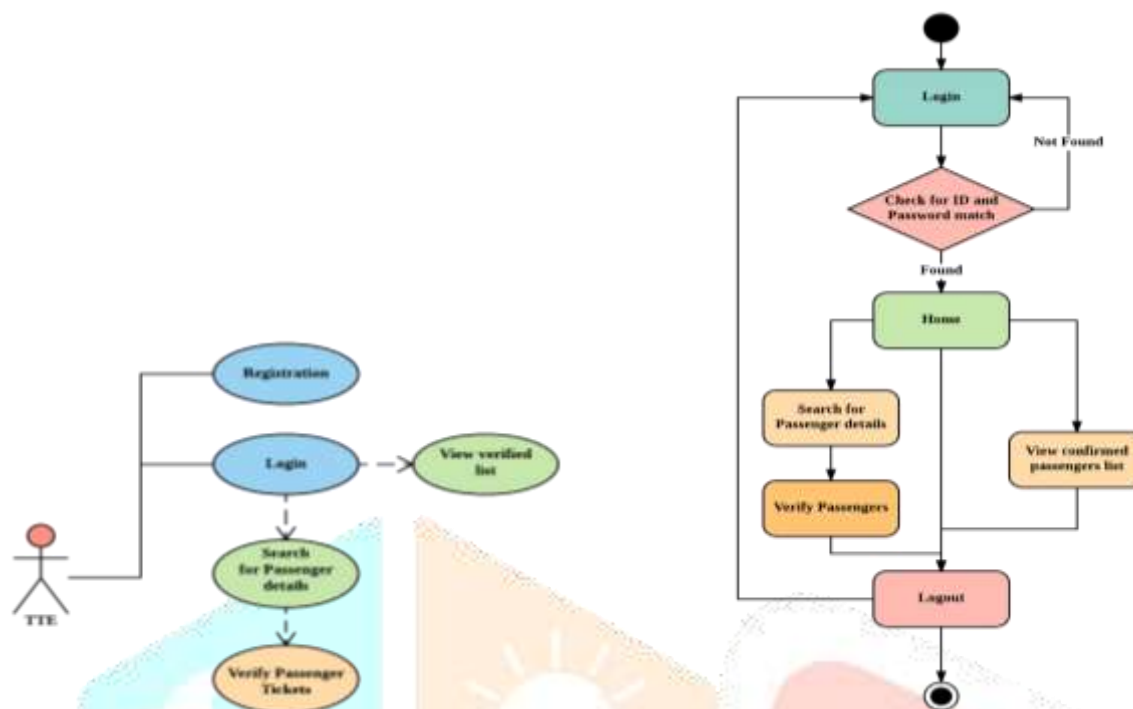 Registration
Login
View verified
list
Search
for Passenger
details
TTE
Verify Passenger
Tickets
Login
Not Found
Check for ID and
Password match
Found
Home
Search for
Passenger details
View confirmed
passengers list
Verify Passengers
Logout